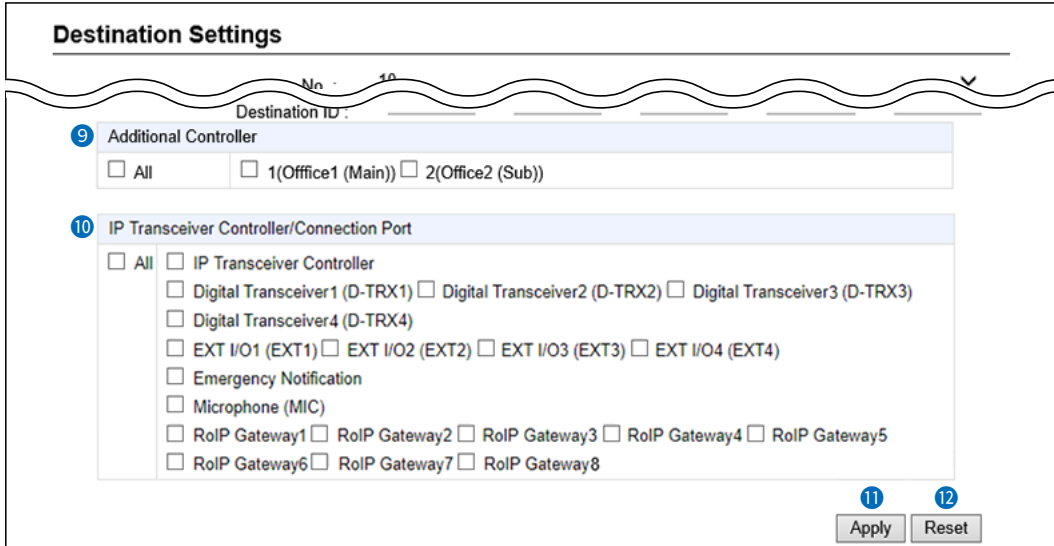 Destination Settings
No. : 10
Destination ID :
9 Additional Controller
All 1(Offfice1 (Main)) 2(Office2 (Sub))
10 IP Transceiver Controller/Connection Port
All IP Transceiver Controller
Digital Transceiver1 (D-TRX1) Digital Transceiver2 (D-TRX2) Digital Transceiver3 (D-TRX3)
Digital Transceiver4 (D-TRX4)
EXT I/O1 (EXT1) EXT I/O2 (EXT2) EXT I/O3 (EXT3) EXT I/O4 (EXT4)
Emergency Notification
Microphone (MIC)
RoIP Gateway1 RoIP Gateway2 RoIP Gateway3 RoIP Gateway4 RoIP Gateway5
RoIP Gateway6 RoIP Gateway7 RoIP Gateway8
11 12
Apply Reset